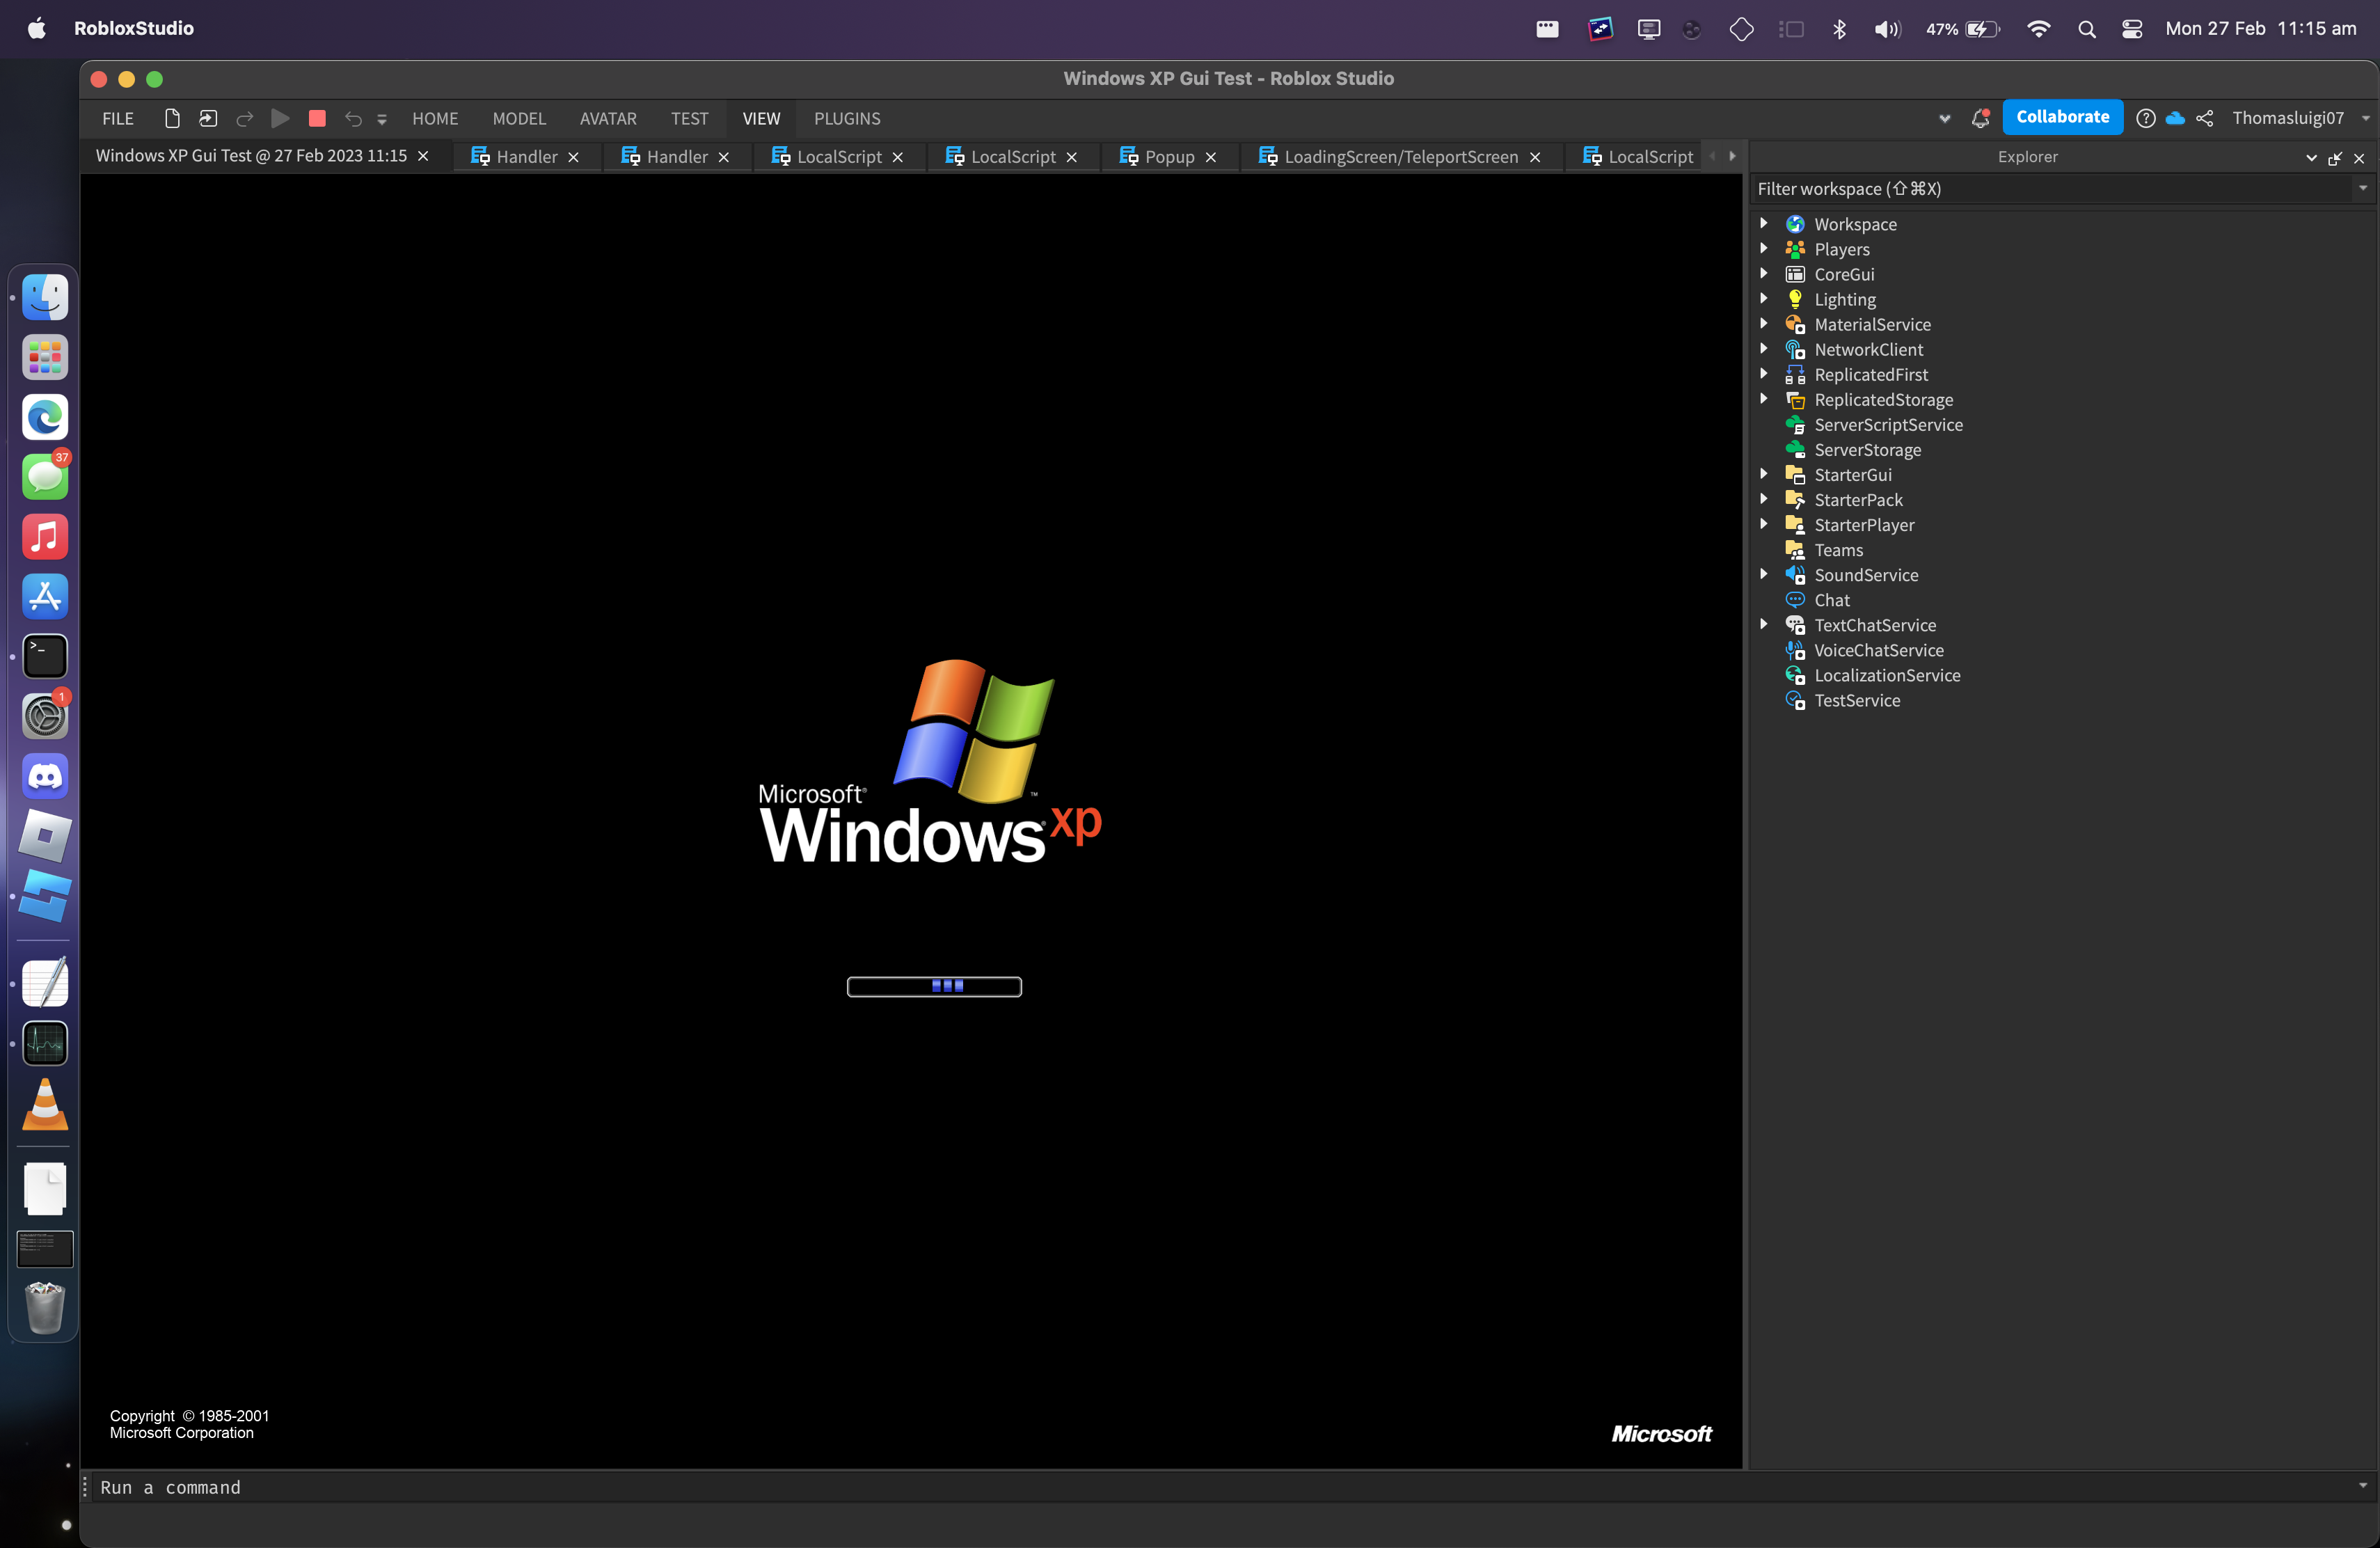 RobloxStudio
47%
Mon 27 Feb 11:15 am
Windows XP Gui Test - Roblox Studio
FILE HOME MODEL AVATAR TEST VIEW PLUGINS
Collaborate
Thomasluigi07
Windows XP Gui Test @ 27 Feb 2023 11:15
Handler
Handler
LocalScript
LocalScript
Popup
LoadingScreen/TeleportScreen
LocalScript
Explorer
Filter workspace (⇧⌘X)
Workspace
Players
CoreGui
Lighting
MaterialService
NetworkClient
ReplicatedFirst
ReplicatedStorage
ServerScriptService
ServerStorage
StarterGui
StarterPack
StarterPlayer
Teams
SoundService
Chat
TextChatService
VoiceChatService
LocalizationService
TestService
37
>_
1
Microsoft®
Windows® xp
™
Copyright © 1985-2001
Microsoft Corporation
Microsoft
Run a command